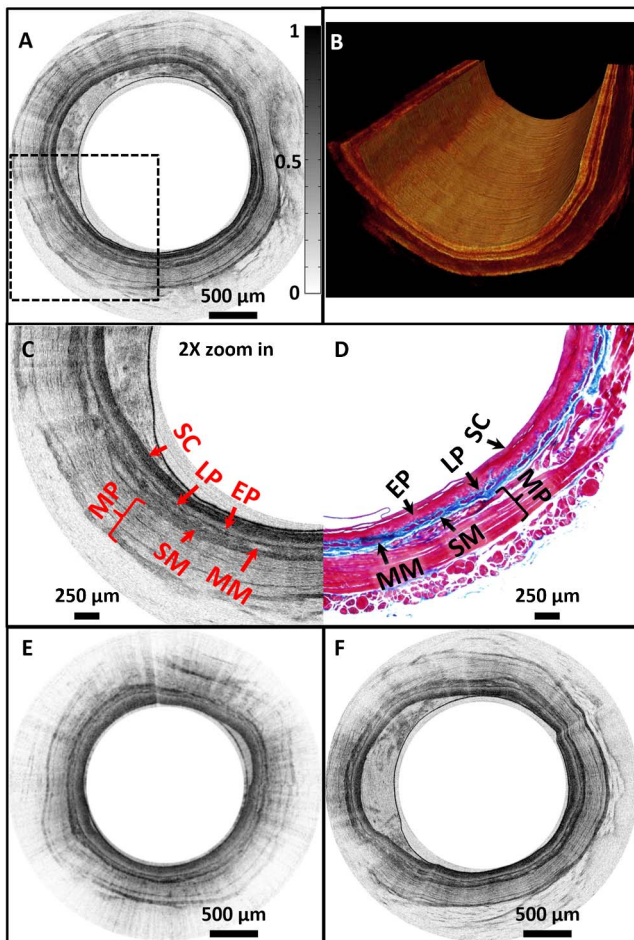 A
1
0.5
0
500 µm
B
C
2X zoom in
SC
LP
EP
MP
SM
MM
250 µm
D
SC
LP
EP
MP
SM
MM
250 µm
E
500 µm
F
500 µm